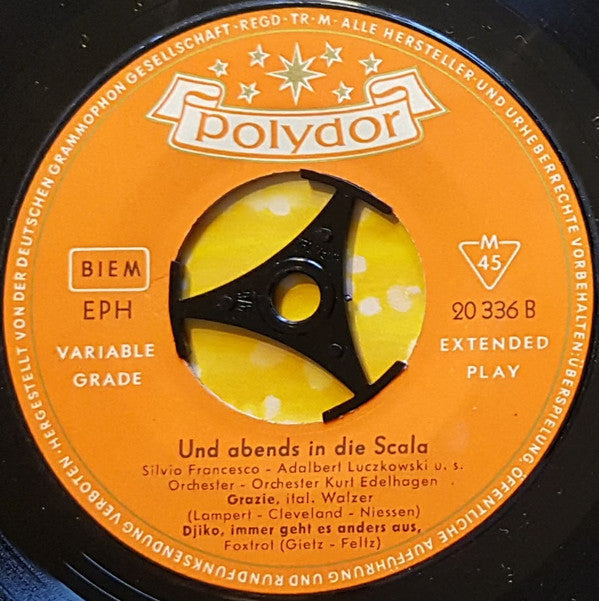 HERGESTELLT VON DER DEUTSCHEN GRAMMOPHON GESELLSCHAFT · REGD · TR · M · ALLE HERSTELLER- UND URHEBERRECHTE VORBEHALTEN: ÜBERSPIELUNG, ÖFFENTLICHE AUFFÜHRUNG UND RUNDFUNKSENDUNG VERBOTEN ·
polydor
BIEM
EPH
VARIABLE
GRADE
M
45
20 336 B
EXTENDED
PLAY
Und abends in die Scala
Silvio Francesco - Adalbert Luczkowski u. s.
Orchester - Orchester Kurt Edelhagen
Grazie, ital. Walzer
(Lampert - Cleveland - Niessen)
Djiko, immer geht es anders aus,
Foxtrot (Gietz - Feltz)